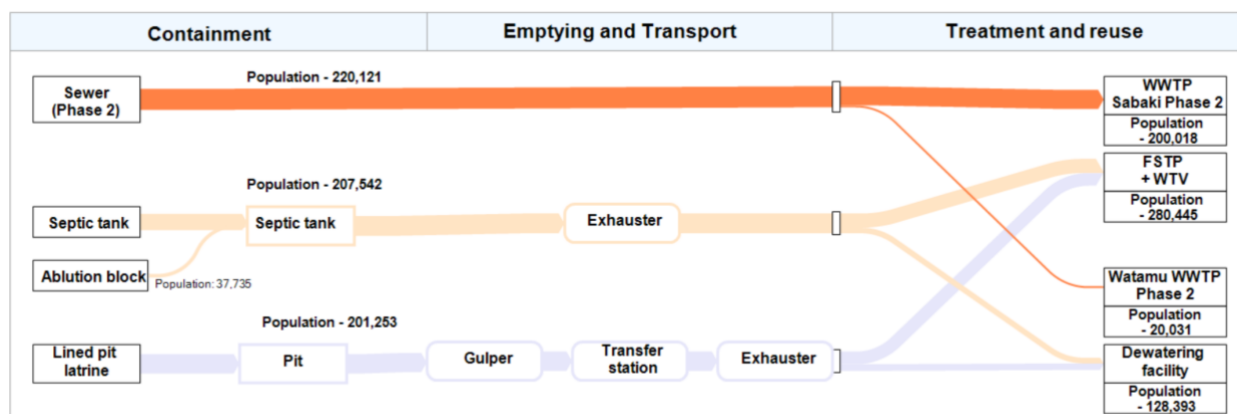 Containment
Emptying and Transport
Treatment and reuse
Population - 220,121
Sewer
(Phase 2)
WWTP
Sabaki Phase 2
Population
- 200,018
Population - 207,542
Septic tank
Septic tank
Exhauster
FSTP
+ WTV
Population
- 280,445
Ablution block
Population: 37,735
Watamu WWTP
Phase 2
Population
- 20,031
Population - 201,253
Lined pit
latrine
Pit
Gulper
Transfer
station
Exhauster
Dewatering
facility
Population
- 128,393